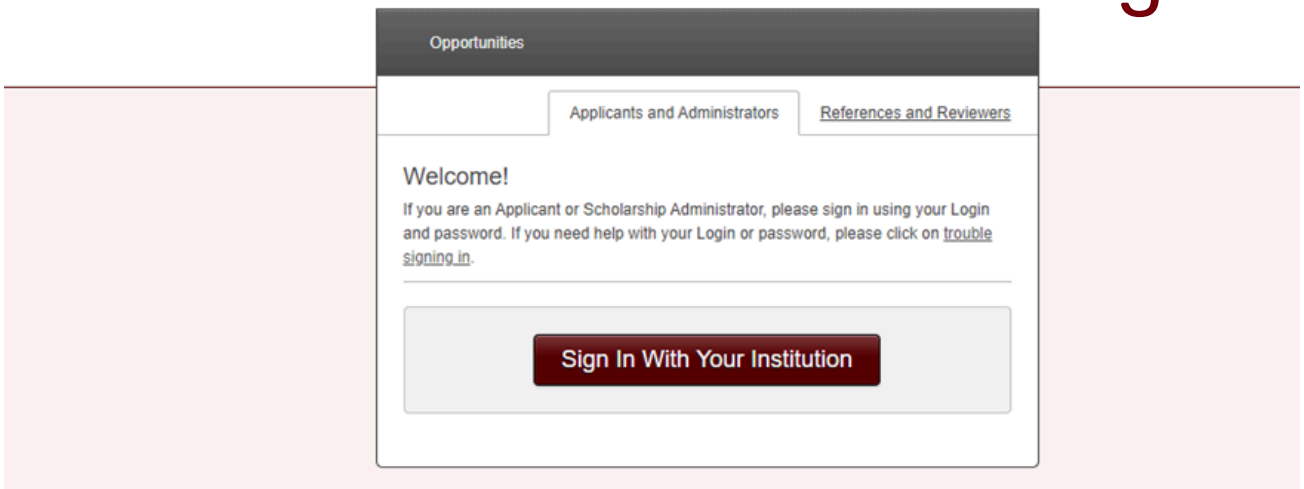 Opportunities
Applicants and Administrators References and Reviewers
Welcome!
If you are an Applicant or Scholarship Administrator, please sign in using your Login
and password. If you need help with your Login or password, please click on trouble
signing in.
Sign In With Your Institution